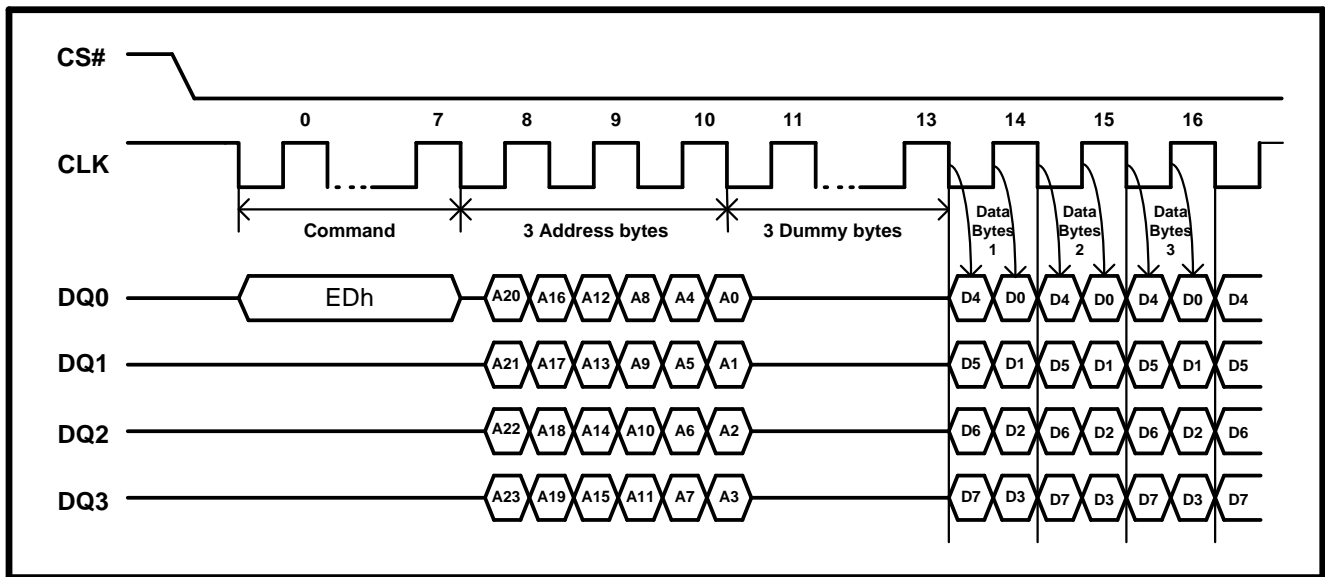 CS#
0 7 8 9 10 11 13 14 15 16
CLK
Command 3 Address bytes 3 Dummy bytes
Data Bytes 1
Data Bytes 2
Data Bytes 3
DQ0 EDh A20 A16 A12 A8 A4 A0 D4 D0 D4 D0 D4 D0 D4
DQ1 A21 A17 A13 A9 A5 A1 D5 D1 D5 D1 D5 D1 D5
DQ2 A22 A18 A14 A10 A6 A2 D6 D2 D6 D2 D6 D2 D6
DQ3 A23 A19 A15 A11 A7 A3 D7 D3 D7 D3 D7 D3 D7